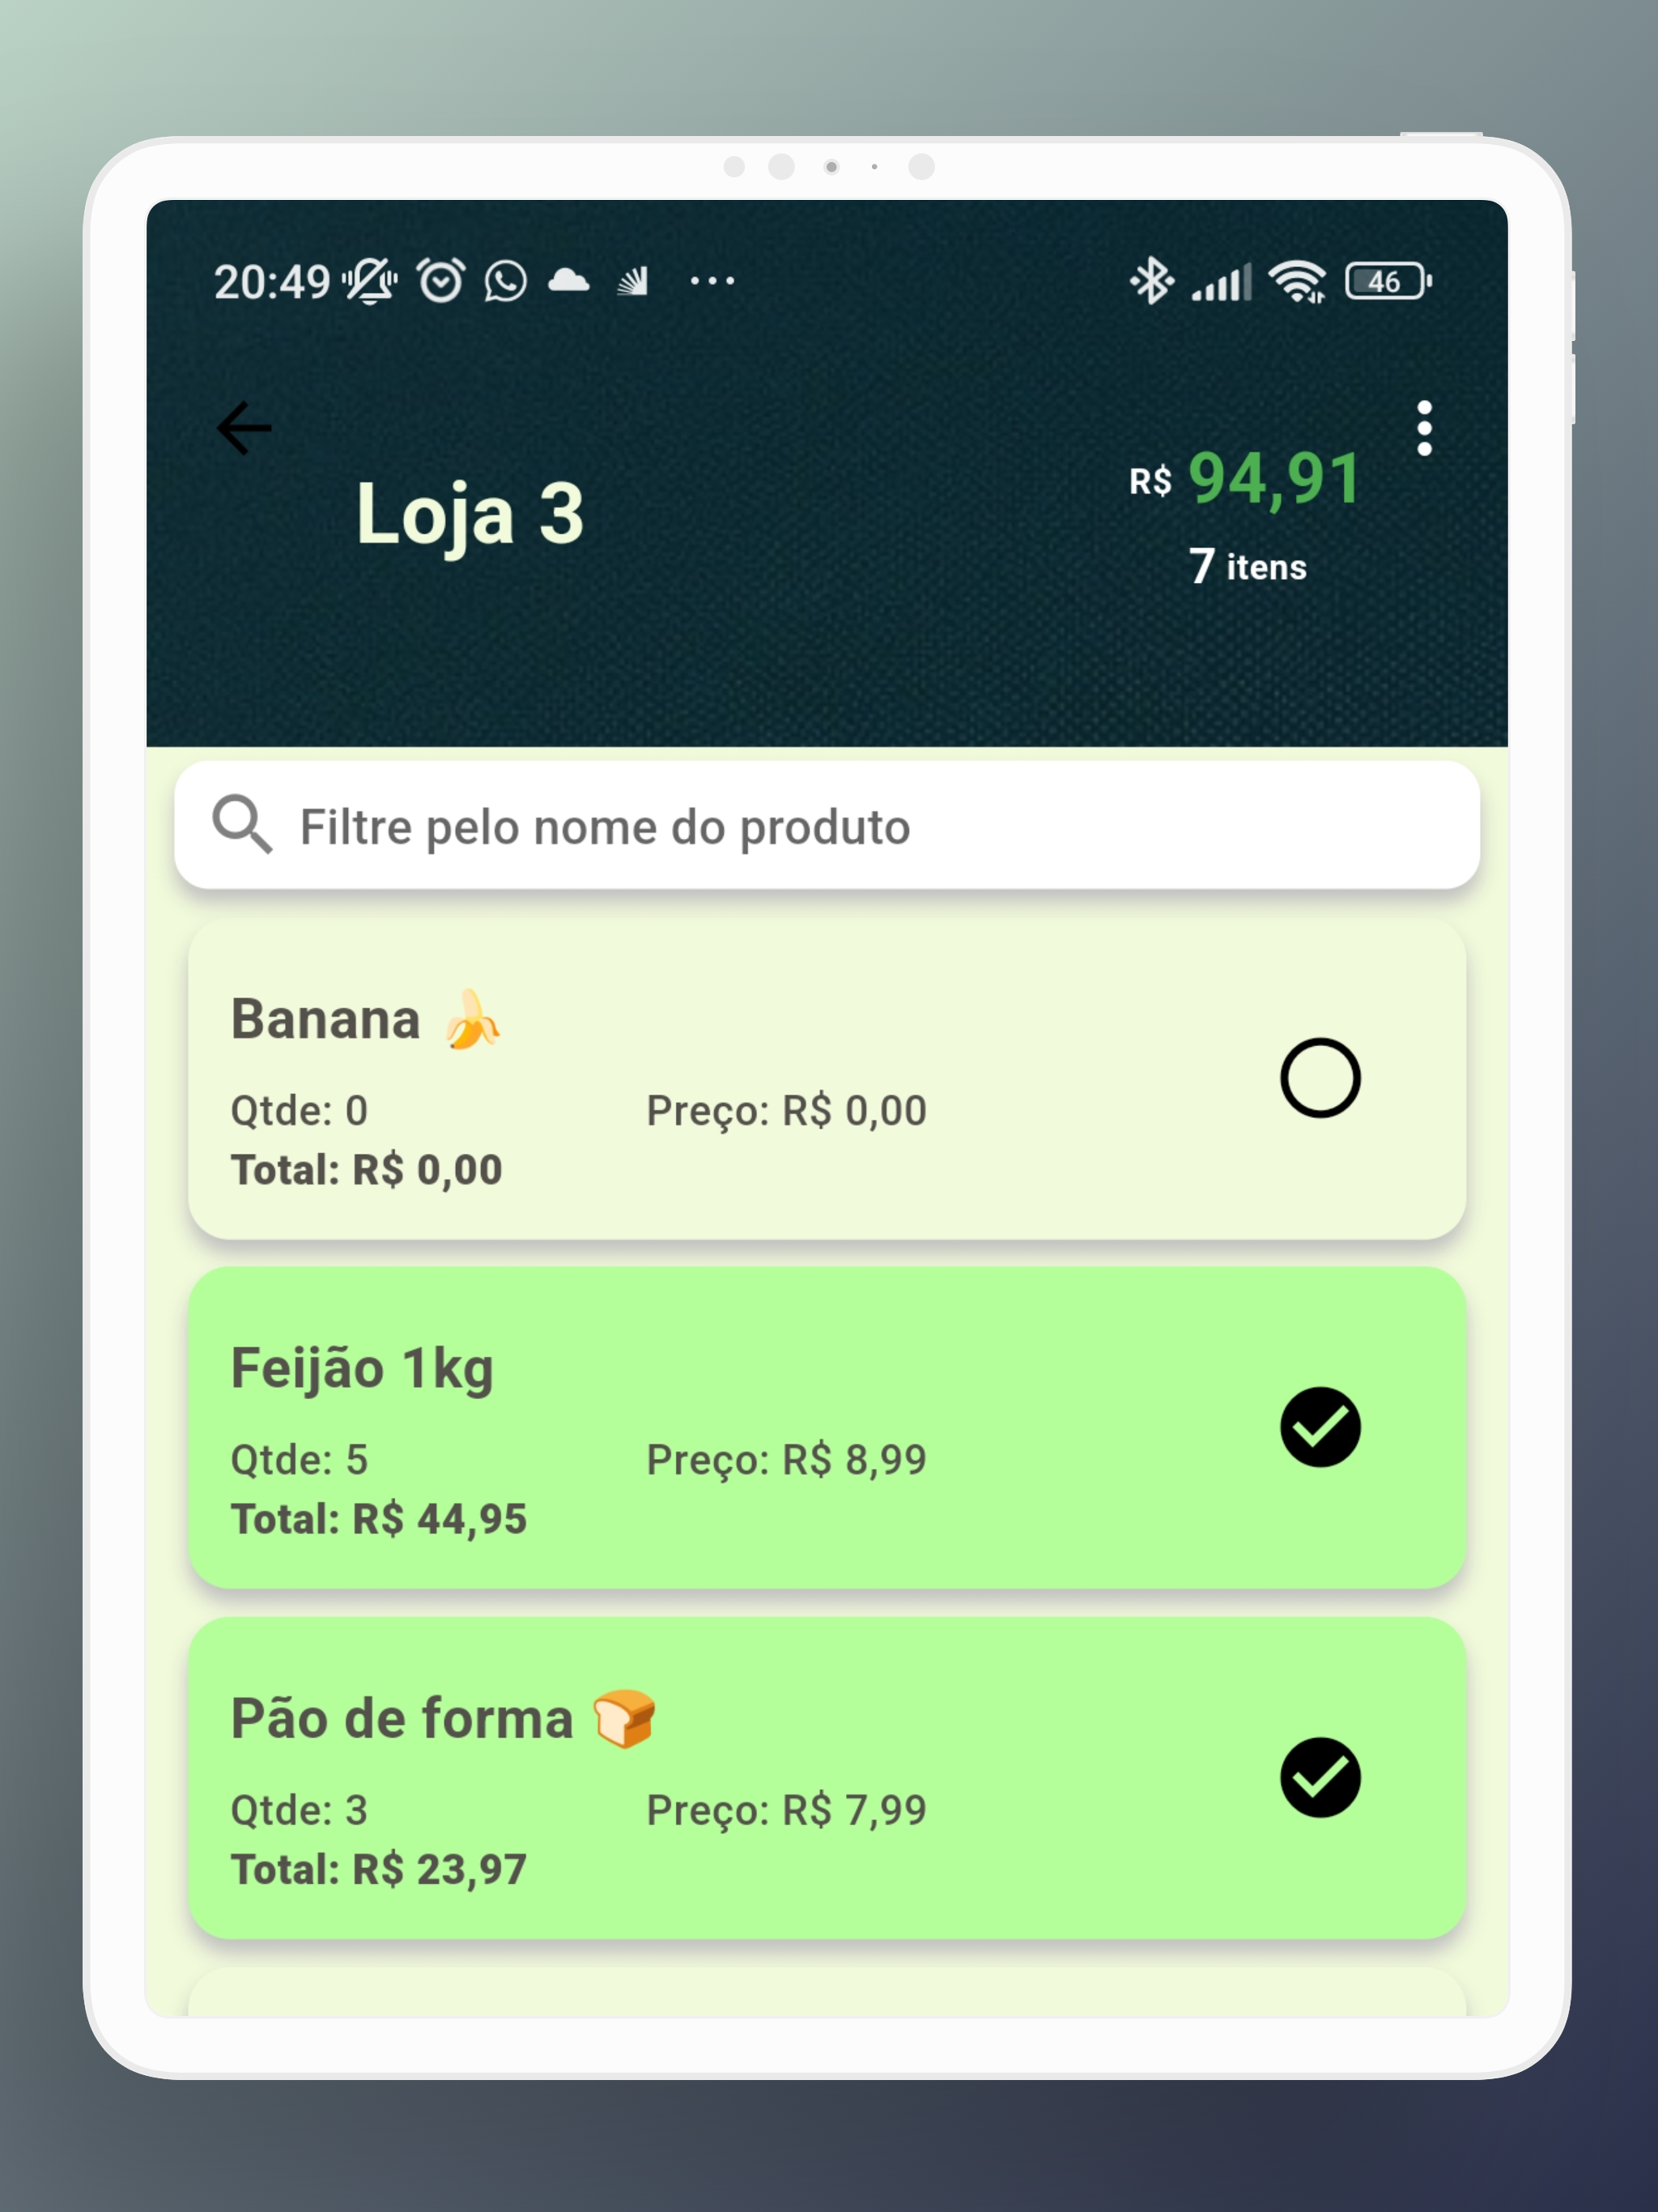 20:49
46
R$ 94,91
Loja 3
7 itens
Filtre pelo nome do produto
Banana 🍌
Qtde: 0 Preço: R$ 0,00
Total: R$ 0,00
Feijão 1kg
Qtde: 5 Preço: R$ 8,99
Total: R$ 44,95
Pão de forma 🍞
Qtde: 3 Preço: R$ 7,99
Total: R$ 23,97